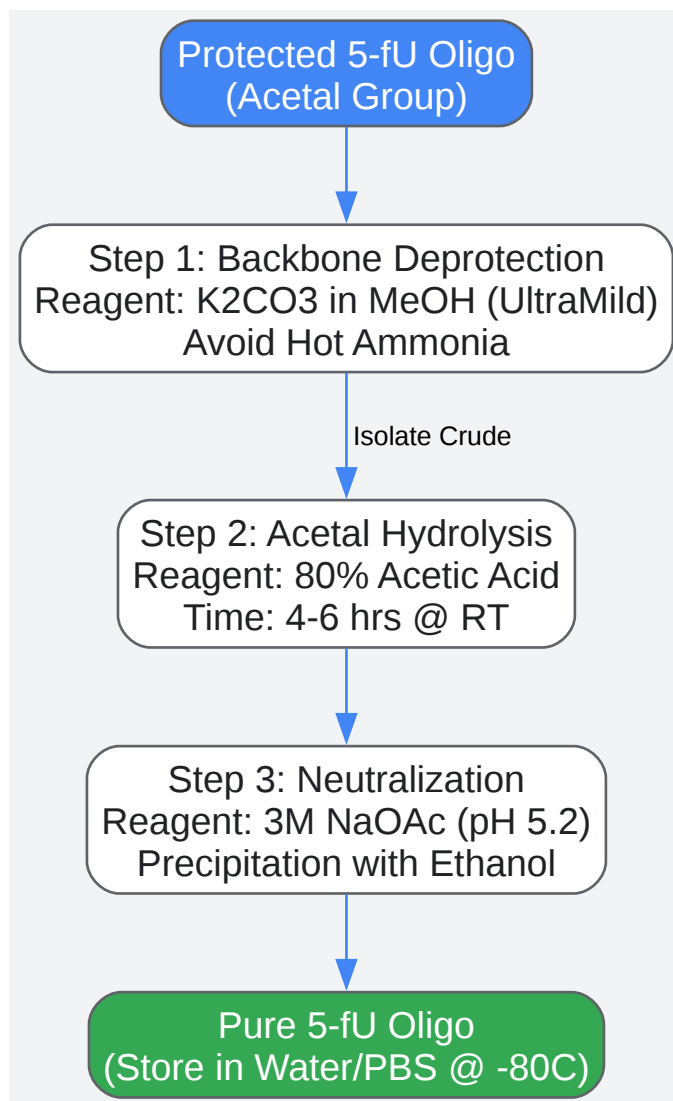 Protected 5-fU Oligo
(Acetal Group)
Step 1: Backbone Deprotection
Reagent: K2CO3 in MeOH (UltraMild)
Avoid Hot Ammonia
Isolate Crude
Step 2: Acetal Hydrolysis
Reagent: 80% Acetic Acid
Time: 4-6 hrs @ RT
Step 3: Neutralization
Reagent: 3M NaOAc (pH 5.2)
Precipitation with Ethanol
Pure 5-fU Oligo
(Store in Water/PBS @ -80C)